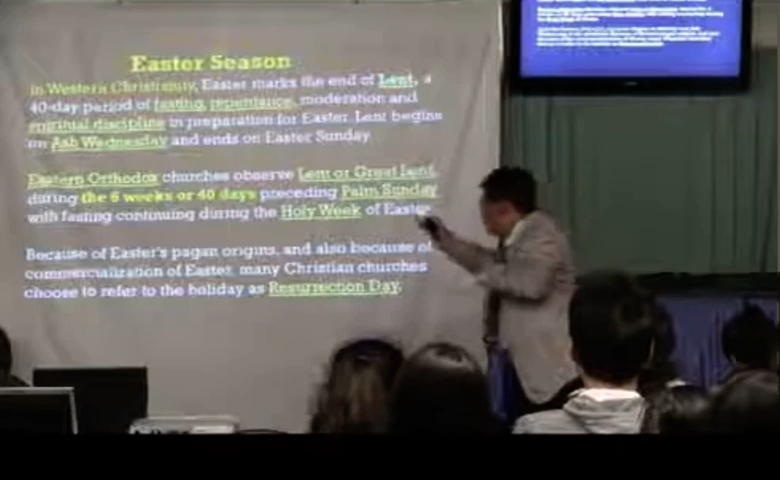 Easter Season
In Western Christianity, Easter marks the end of Lent, a
40-day period of fasting, repentance, moderation and
spiritual discipline in preparation for Easter. Lent begins
on Ash Wednesday and ends on Easter Sunday.
Eastern Orthodox churches observe Lent or Great Lent,
during the 6 weeks or 40 days preceding Palm Sunday
with fasting continuing during the Holy Week of Easter.
Because of Easter's pagan origins, and also because of
commercialization of Easter, many Christian churches
choose to refer to the holiday as Resurrection Day.